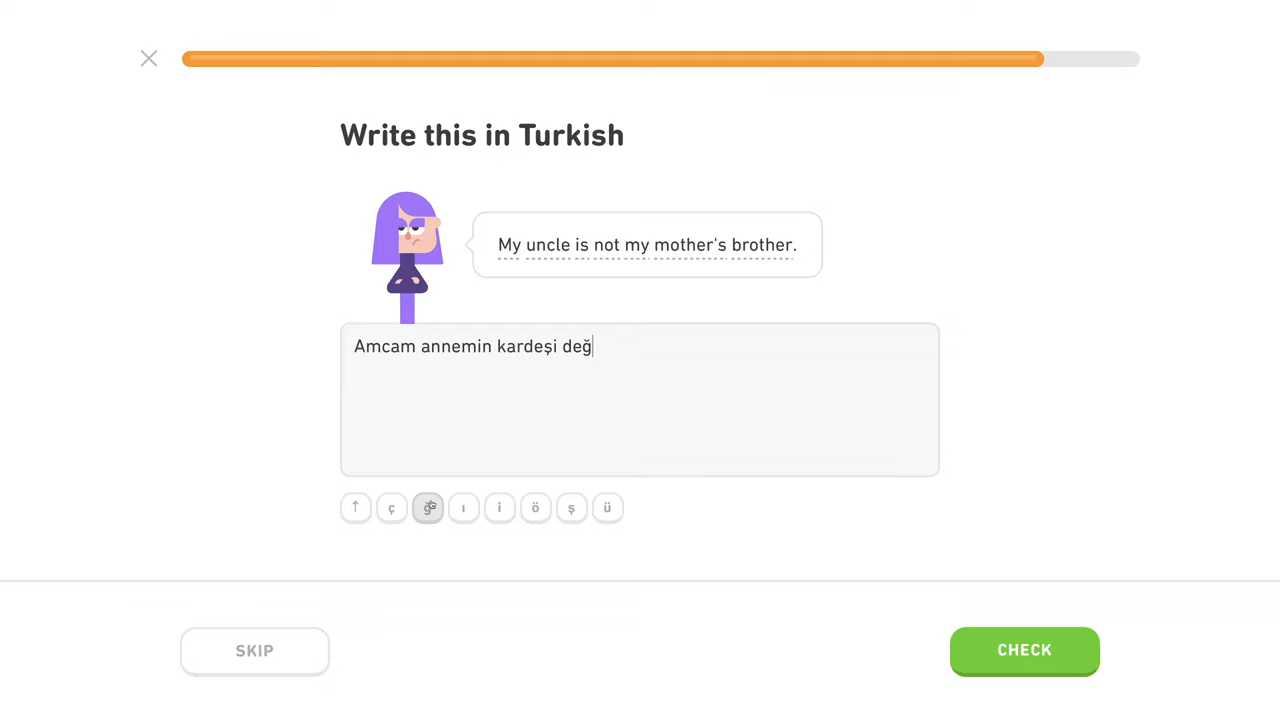 Write this in Turkish
My uncle is not my mother's brother.
Amcam annemin kardeşi değ
↑ ç ğ ı i ö ş ü
SKIP
CHECK